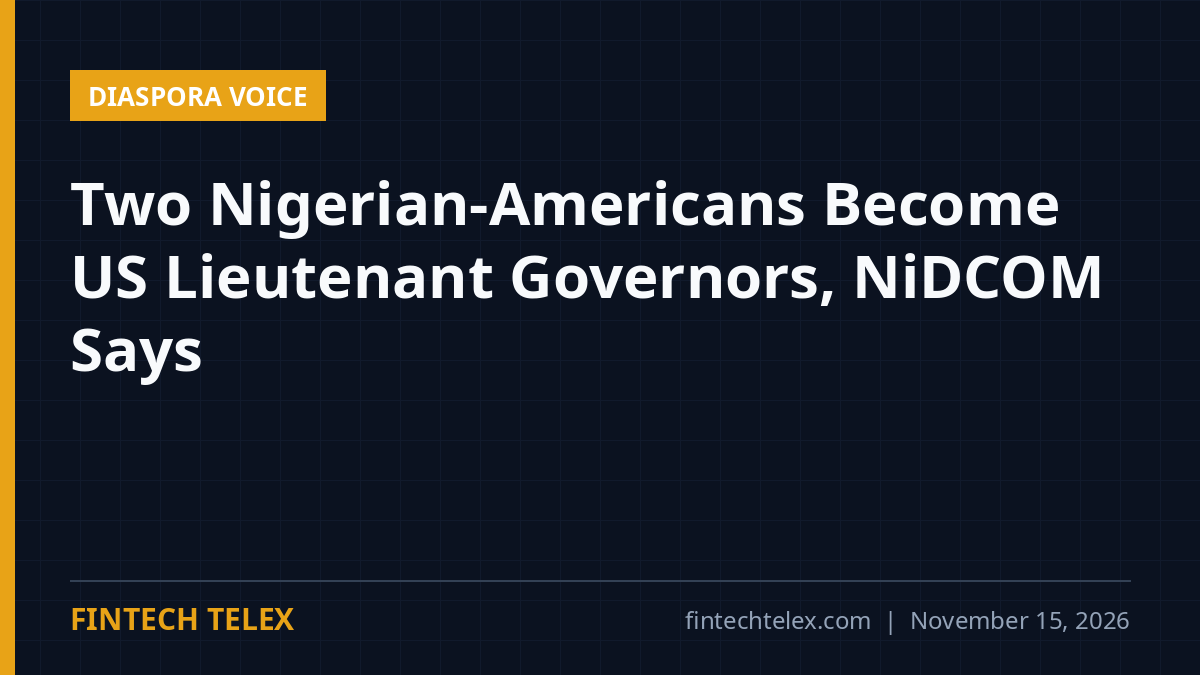 DIASPORA VOICE
Two Nigerian-Americans Become
US Lieutenant Governors, NiDCOM
Says
FINTECH TELEX
fintechtelex.com | November 15, 2026